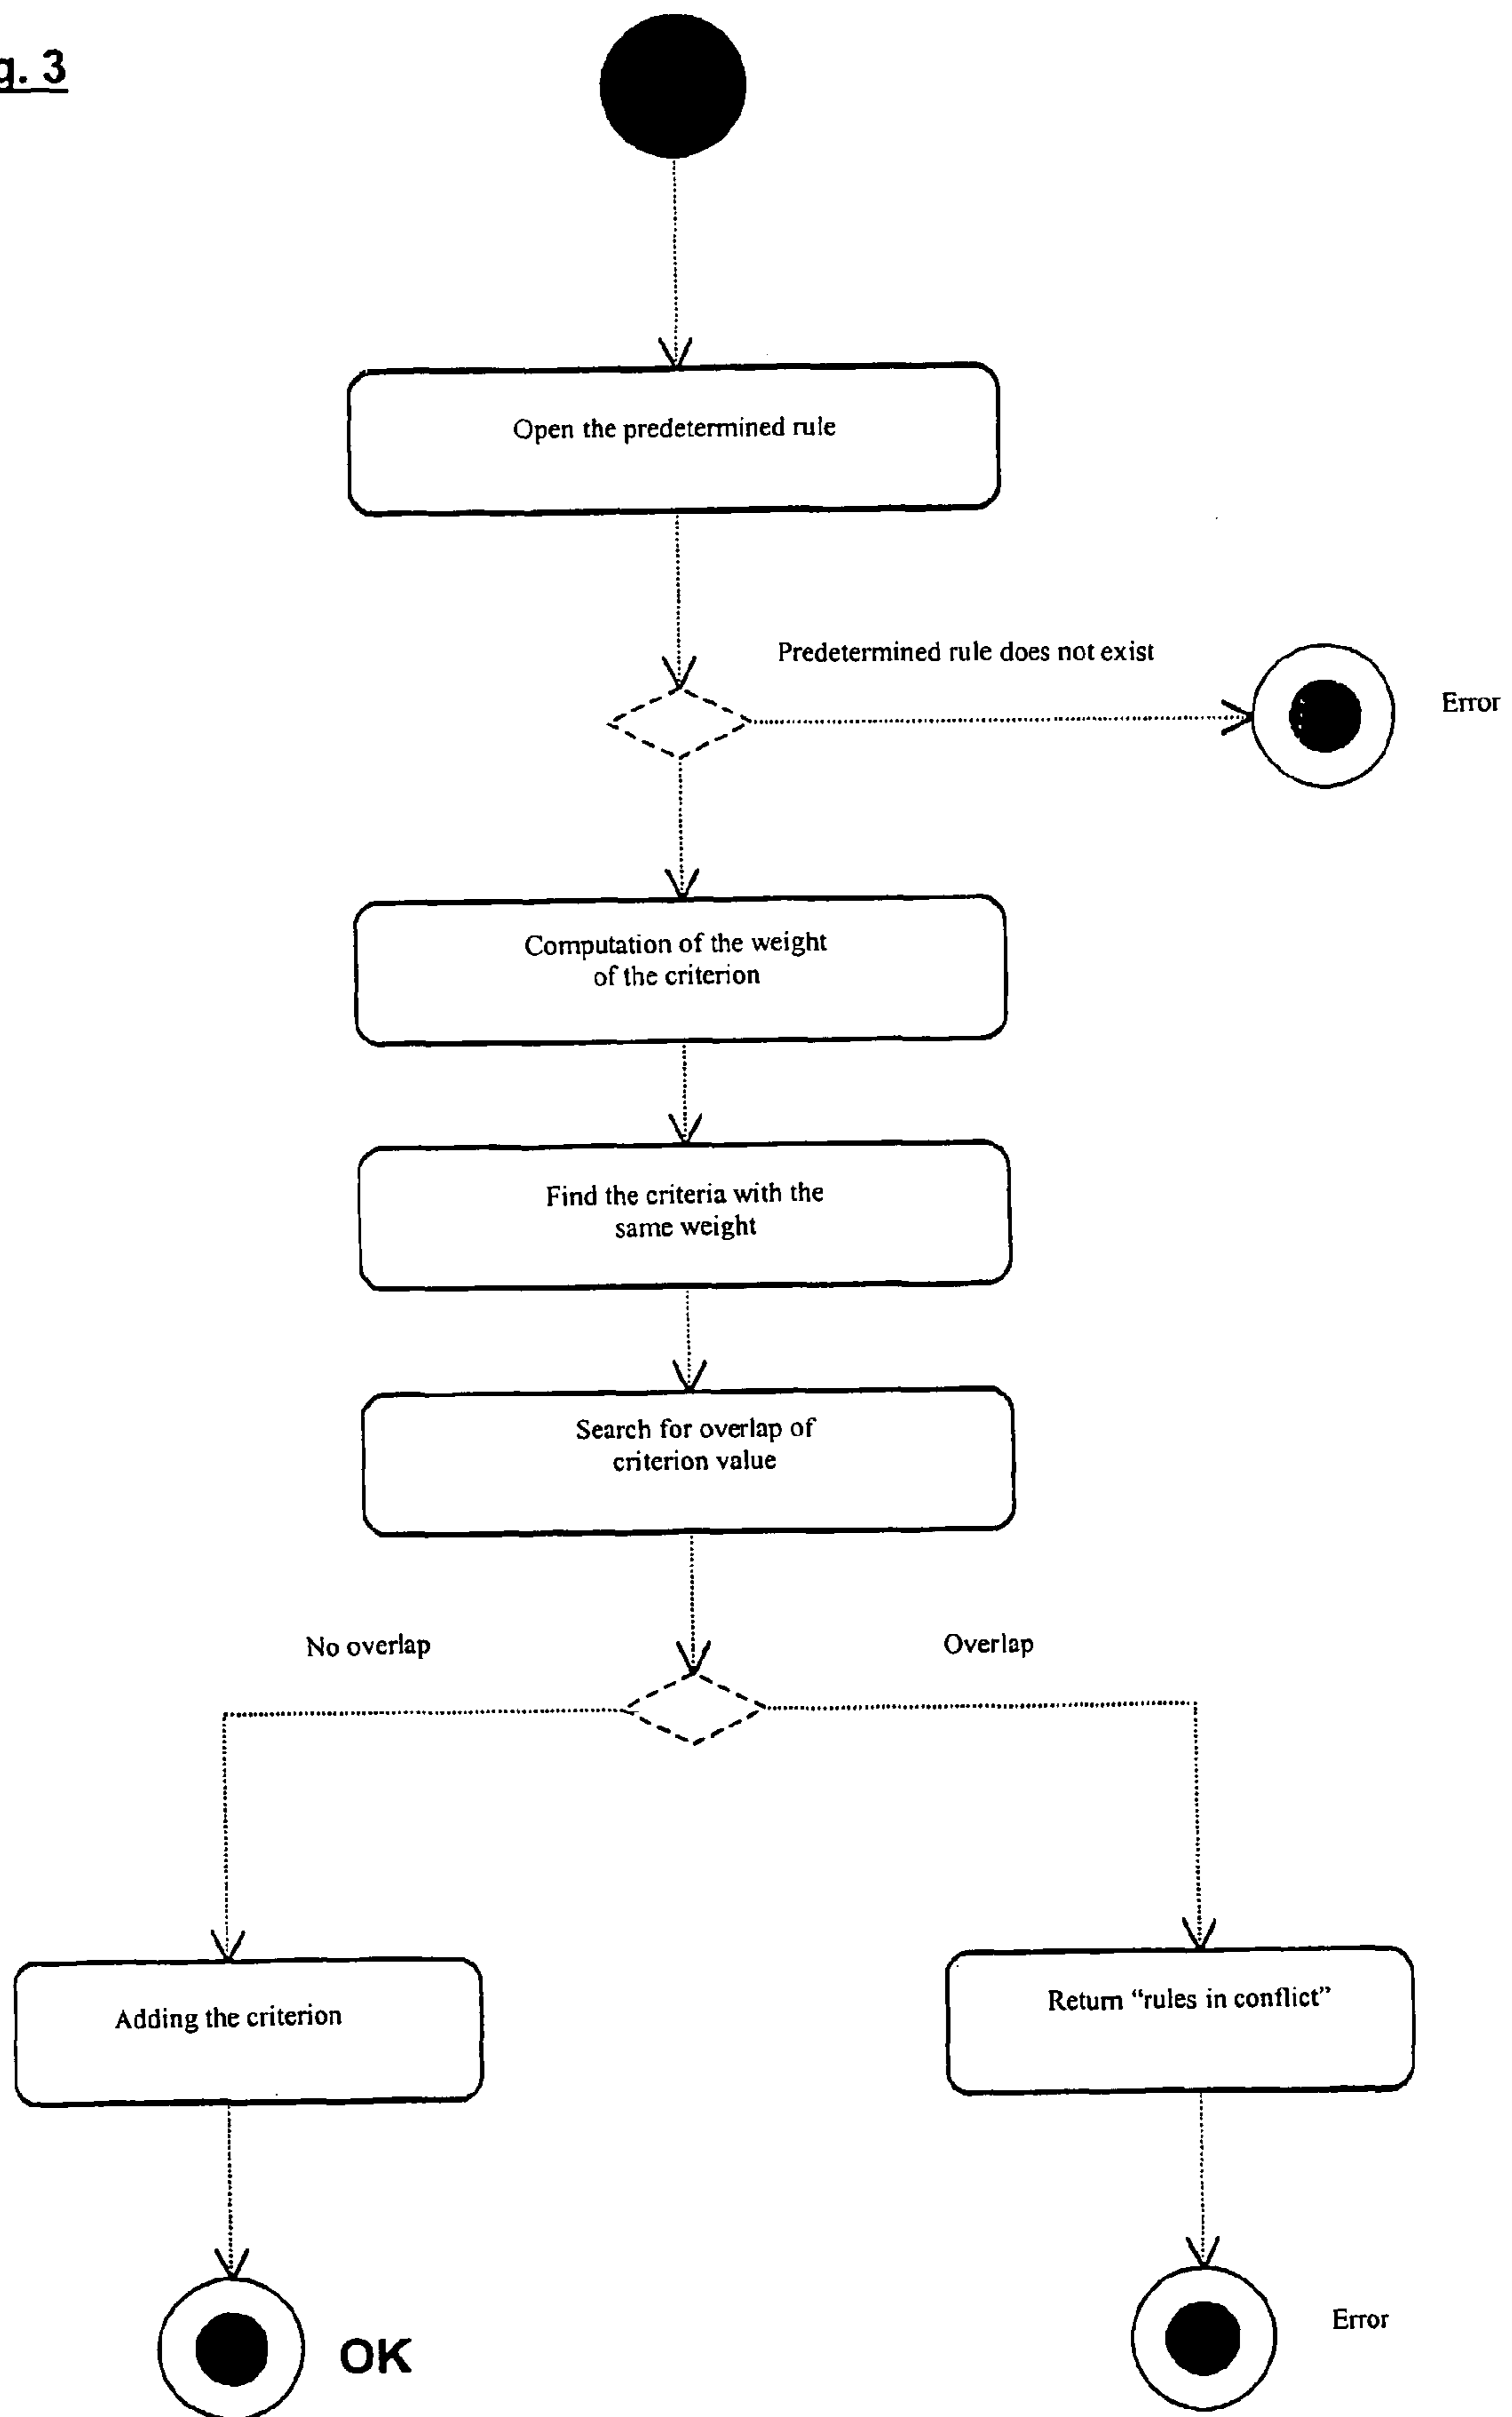 g. 3
Open the predetermined rule
Predetermined rule does not exist
Error
Computation of the weight
of the criterion
Find the criteria with the
same weight
Search for overlap of
criterion value
No overlap
Overlap
Adding the criterion
Return “rules in conflict”
OK
Error